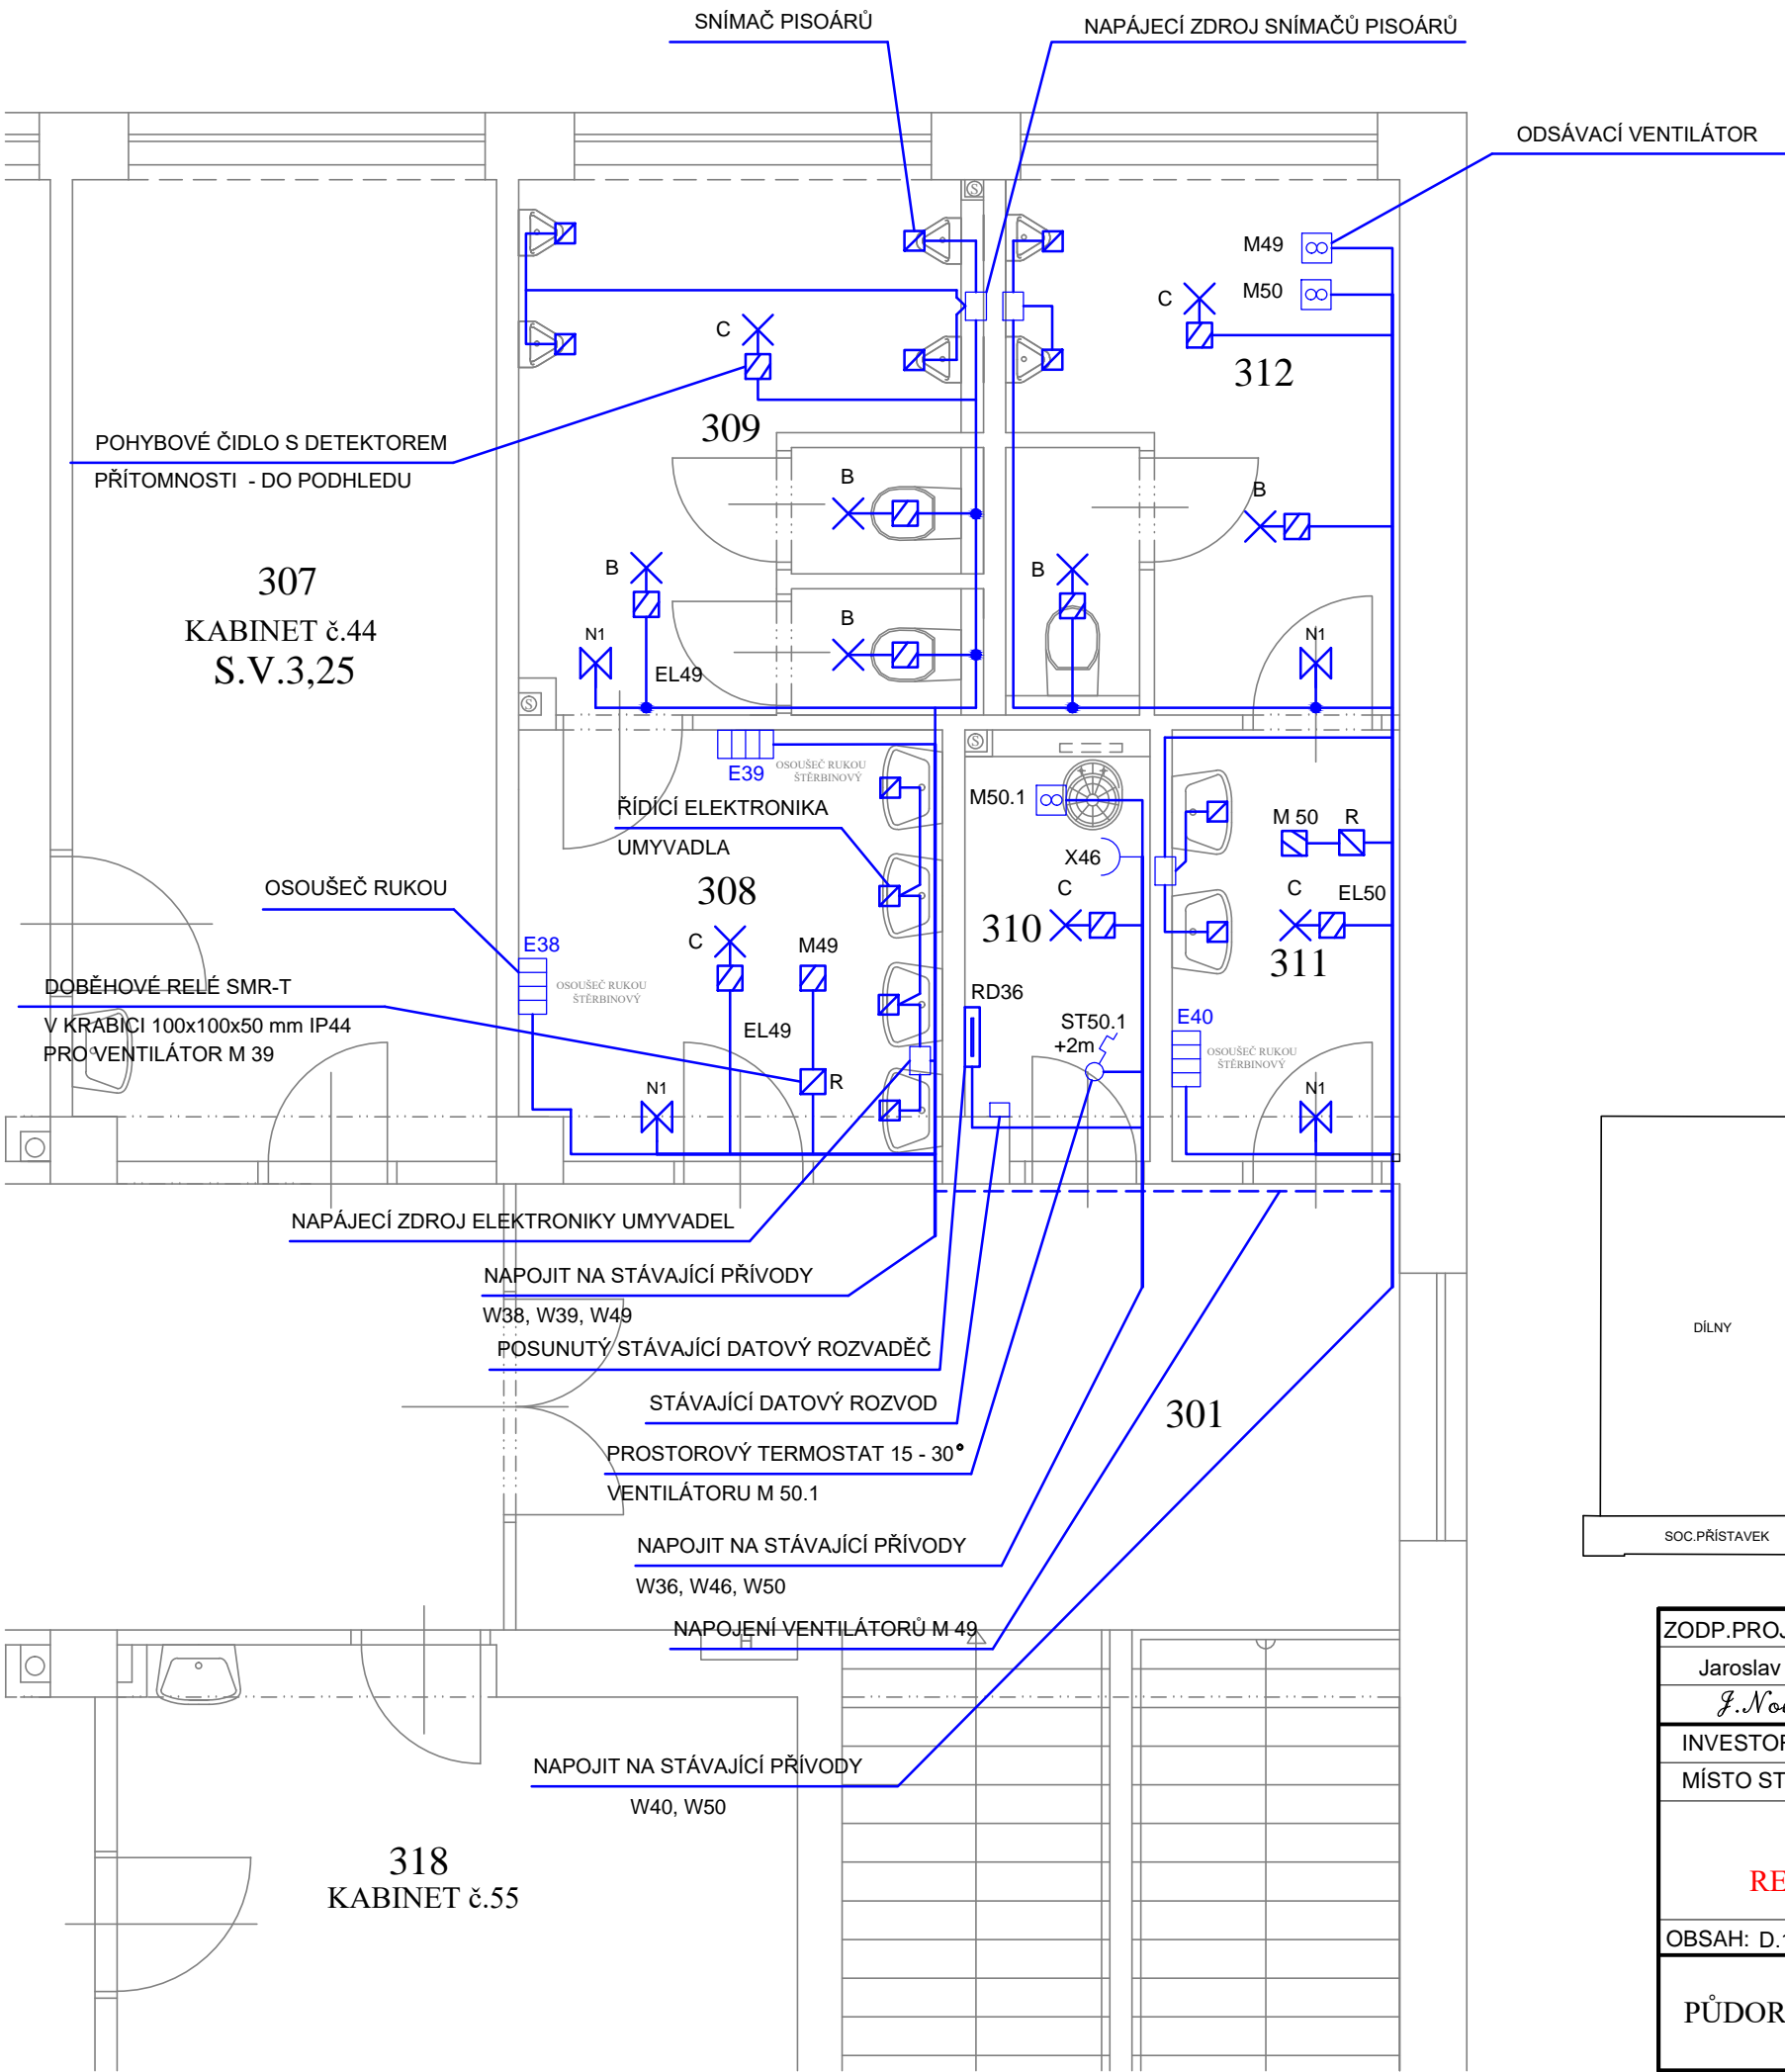 SNÍMAČ PISOÁRŮ
NAPÁJECÍ ZDROJ SNÍMAČŮ PISOÁRŮ
ODSÁVACÍ VENTILÁTOR
S
M49
M50
C
C
312
309
POHYBOVÉ ČIDLO S DETEKTOREM
PŘÍTOMNOSTI - DO PODHLEDU
B
B
307
KABINET č.44
S.V.3,25
B
B
B
N1
N1
EL49
S
S
E39
OSOUŠEČ RUKOU
ŠTĚRBINOVÝ
ŘÍDÍCÍ ELEKTRONIKA
UMYVADLA
M50.1
X46
M 50
R
OSOUŠEČ RUKOU
308
C
C
EL50
310
311
E38
C
M49
OSOUŠEČ RUKOU
ŠTĚRBINOVÝ
DOBĚHOVÉ RELÉ SMR-T
V KRABICI 100x100x50 mm IP44
PRO VENTILÁTOR M 39
EL49
RD36
ST50.1
+2m
E40
OSOUŠEČ RUKOU
ŠTĚRBINOVÝ
R
N1
N1
NAPÁJECÍ ZDROJ ELEKTRONIKY UMYVADEL
NAPOJIT NA STÁVAJÍCÍ PŘÍVODY
W38, W39, W49
POSUNUTÝ STÁVAJÍCÍ DATOVÝ ROZVADĚČ
STÁVAJÍCÍ DATOVÝ ROZVOD
301
PROSTOROVÝ TERMOSTAT 15 - 30°
VENTILÁTORU M 50.1
NAPOJIT NA STÁVAJÍCÍ PŘÍVODY
W36, W46, W50
NAPOJENÍ VENTILÁTORŮ M 49
NAPOJIT NA STÁVAJÍCÍ PŘÍVODY
W40, W50
318
KABINET č.55
DÍLNY
SOC.PŘÍSTAVEK
ZODP.PROJ
Jaroslav
J.No
INVESTOR
MÍSTO ST
RE
OBSAH: D.1
PŮDOR